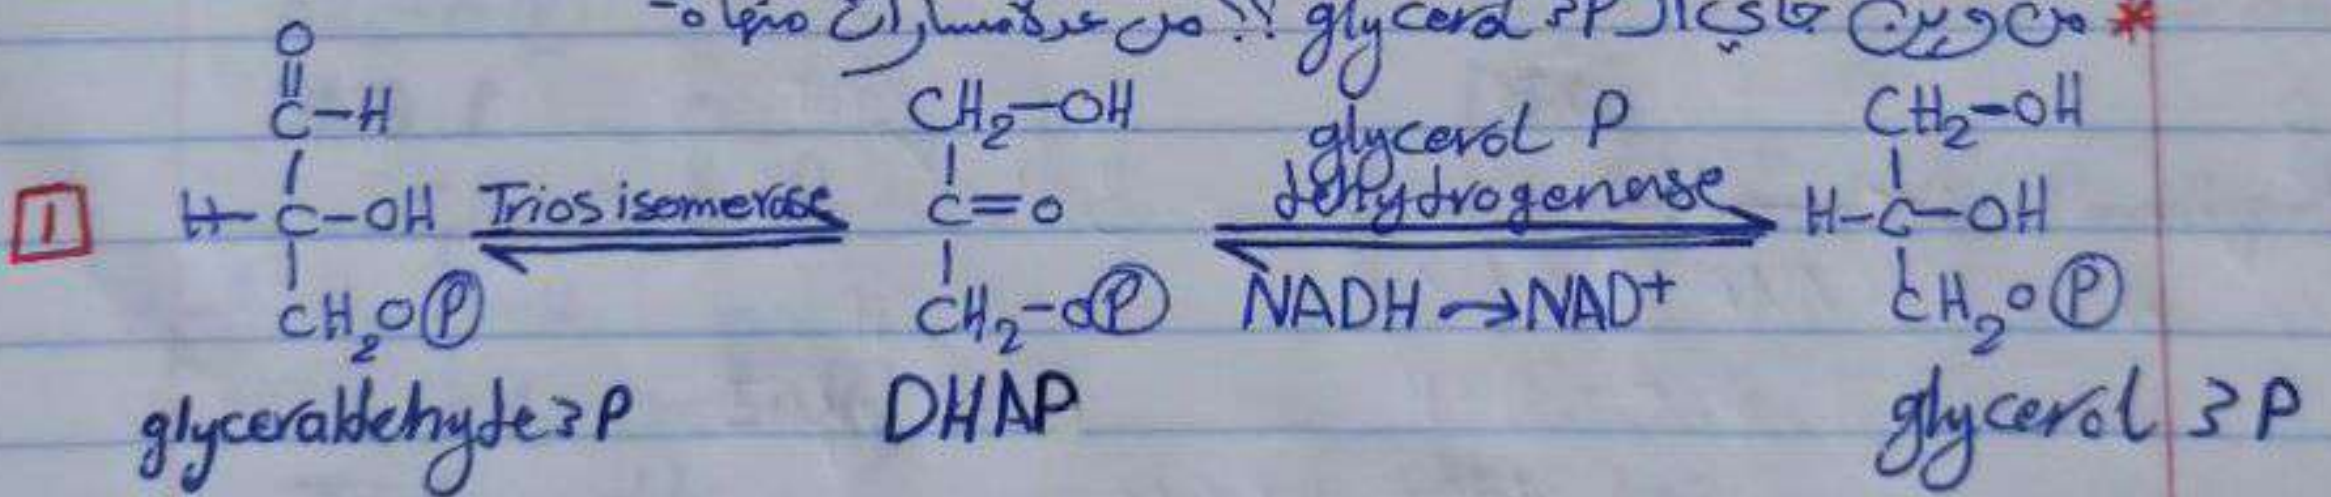 * من وين جاي الـ glycerol 3P ؟؟ من عدة مسارات منها ه-
O
C-H
H-C-OH
CH2O(P)
glyceraldehyde 3P
1
Trios isomerase
CH2-OH
C=O
CH2-O(P)
DHAP
glycerol P
dehydrogenase
NADH → NAD+
CH2-OH
H-C-OH
CH2O(P)
glycerol 3P